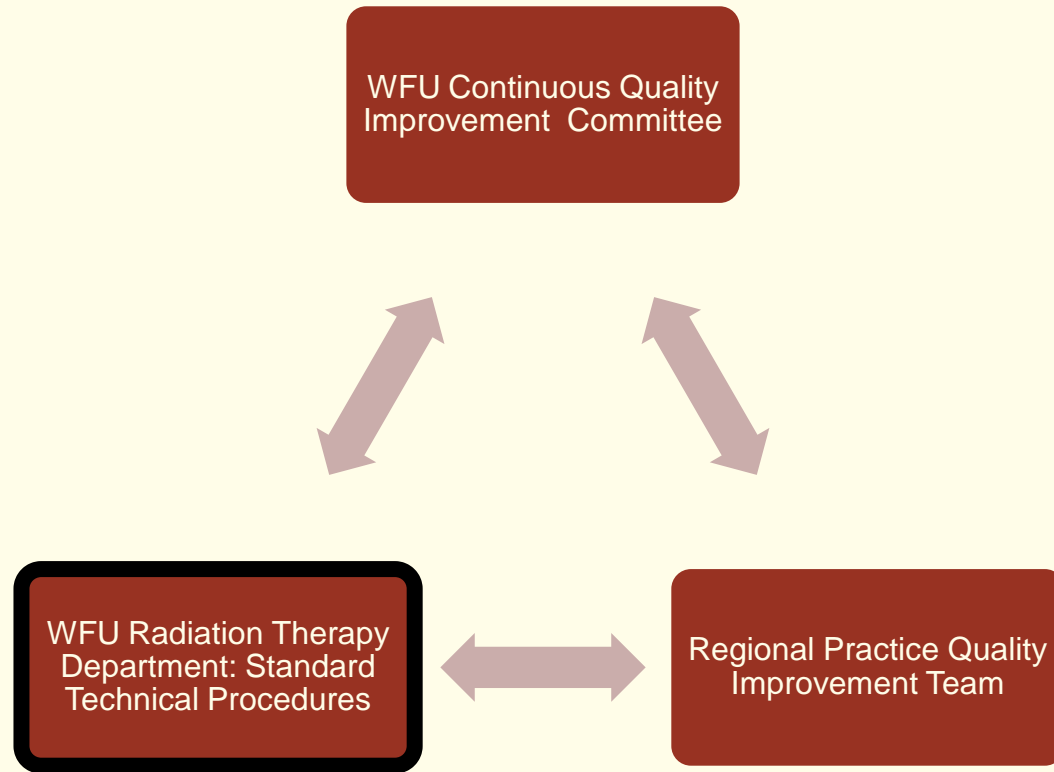 WFU Continuous Quality
Improvement  Committee
WFU Radiation Therapy
Department: Standard
Technical Procedures
Regional Practice Quality
Improvement Team